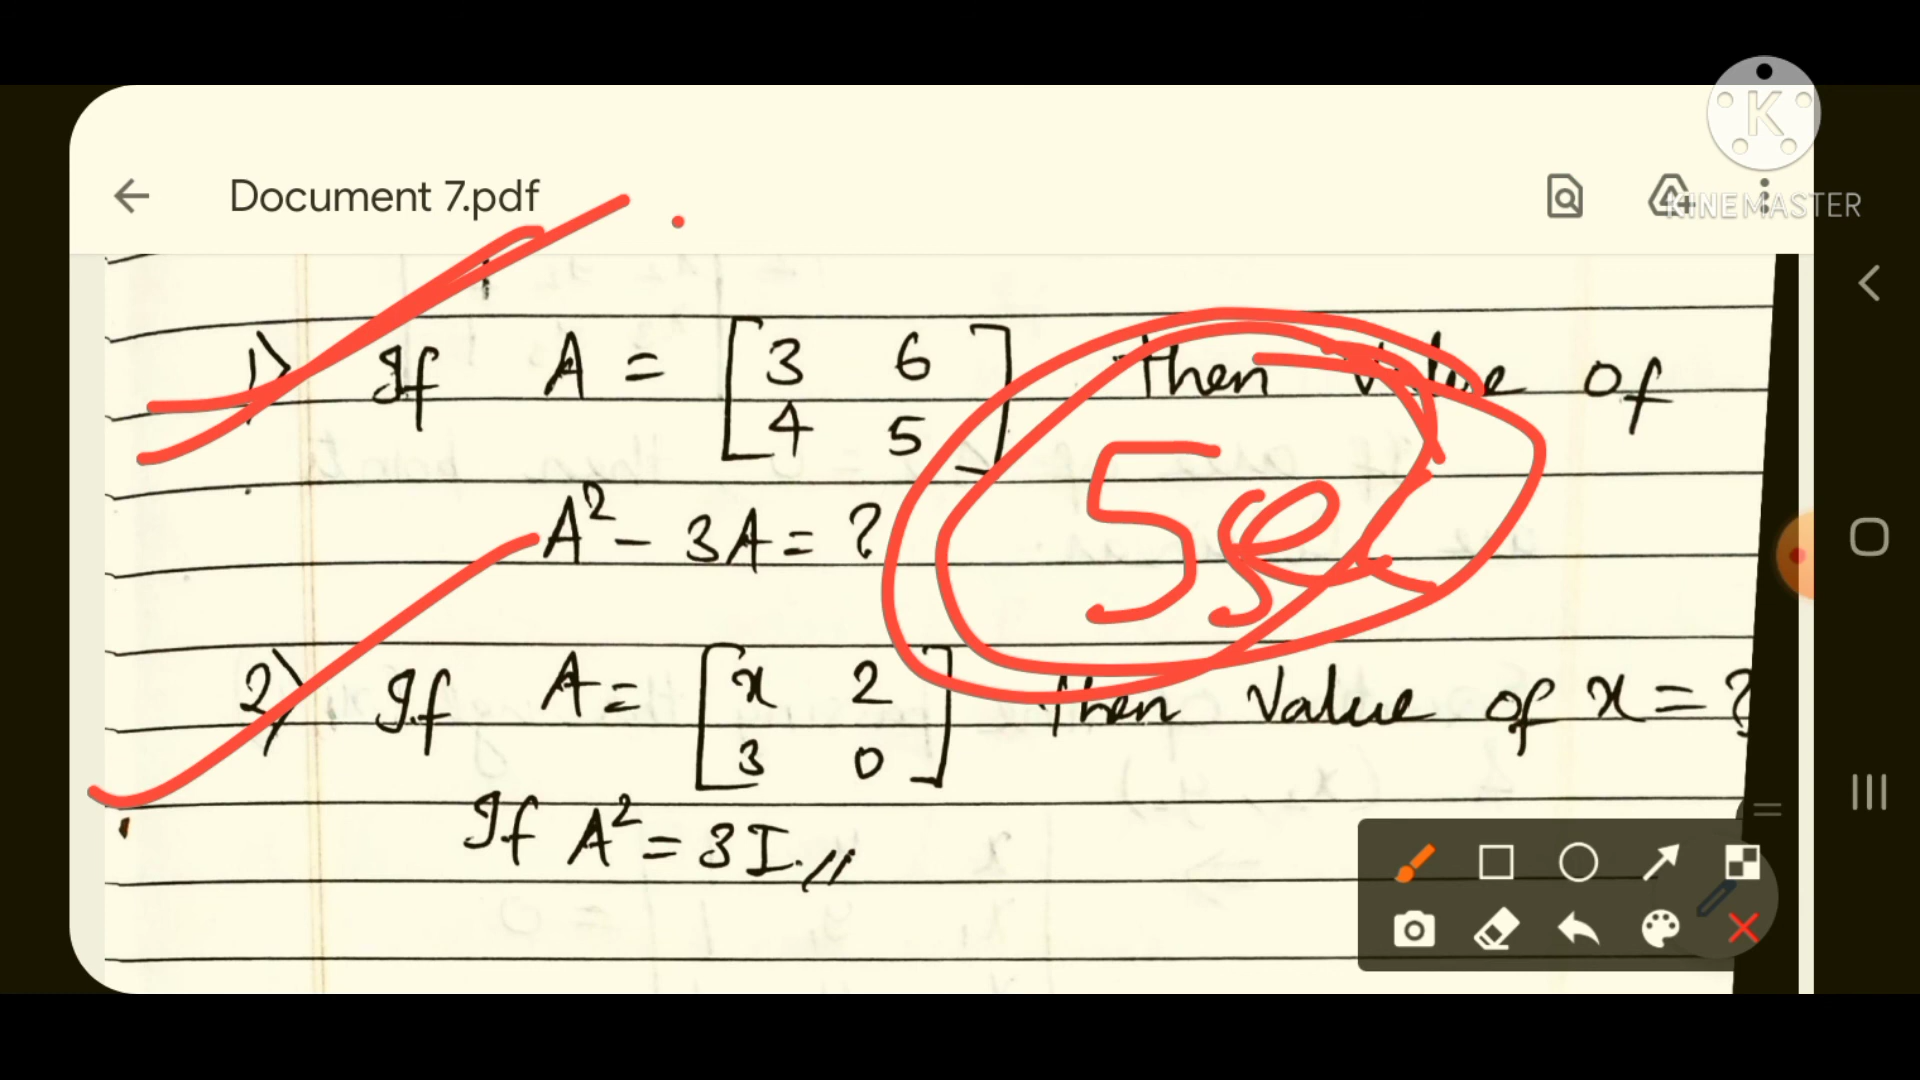 K
KINEMASTER
Document 7.pdf
1) If A = [3 6 then value of
4 5]
5sec
A² - 3A = ?
2) If A = [x 2 then value of x = ?
3 0]
If A² = 3I.//